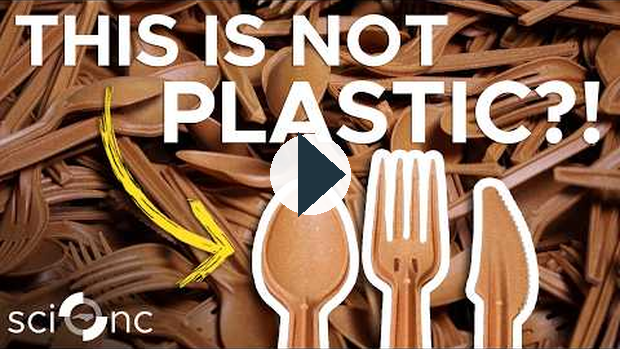 THIS IS NOT
PLASTIC?!
sci nc